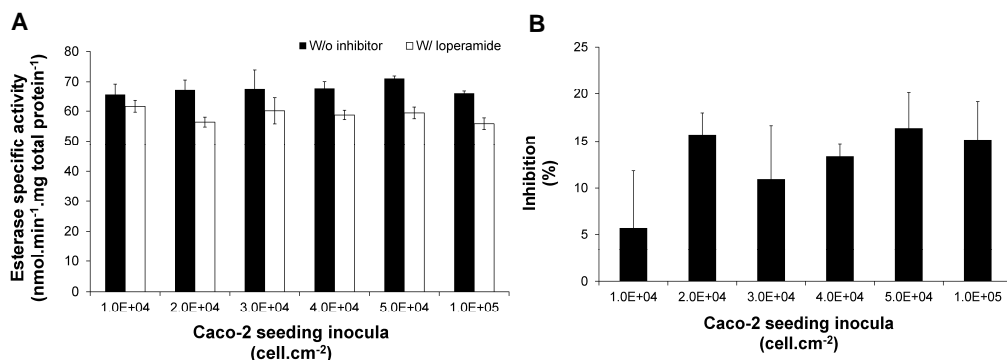 A
W/o inhibitor
W/ loperamide
Esterase specific activity
(nmol.min-1.mg total protein-1)
80
70
60
50
40
30
20
10
0
1.0E+04 2.0E+04 3.0E+04 4.0E+04 5.0E+04 1.0E+05
Caco-2 seeding inocula
(cell.cm-2)
B
Inhibition
(%)
25
20
15
10
5
0
1.0E+04 2.0E+04 3.0E+04 4.0E+04 5.0E+04 1.0E+05
Caco-2 seeding inocula
(cell.cm-2)